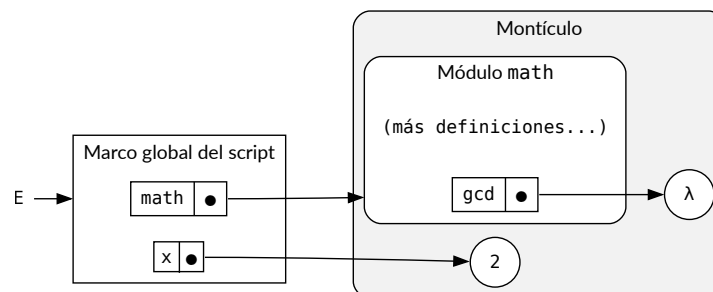 Montículo
Módulo math
(más definiciones...)
Marco global del script
E
math
gcd
λ
x
2